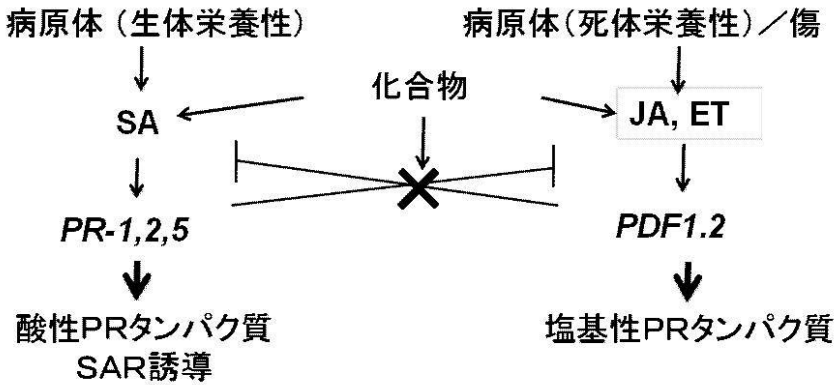 病原体（生体栄養性）
病原体（死体栄養性）／傷
化合物
SA
JA, ET
PR-1,2,5
PDF1.2
酸性PRタンパク質
SAR誘導
塩基性PRタンパク質